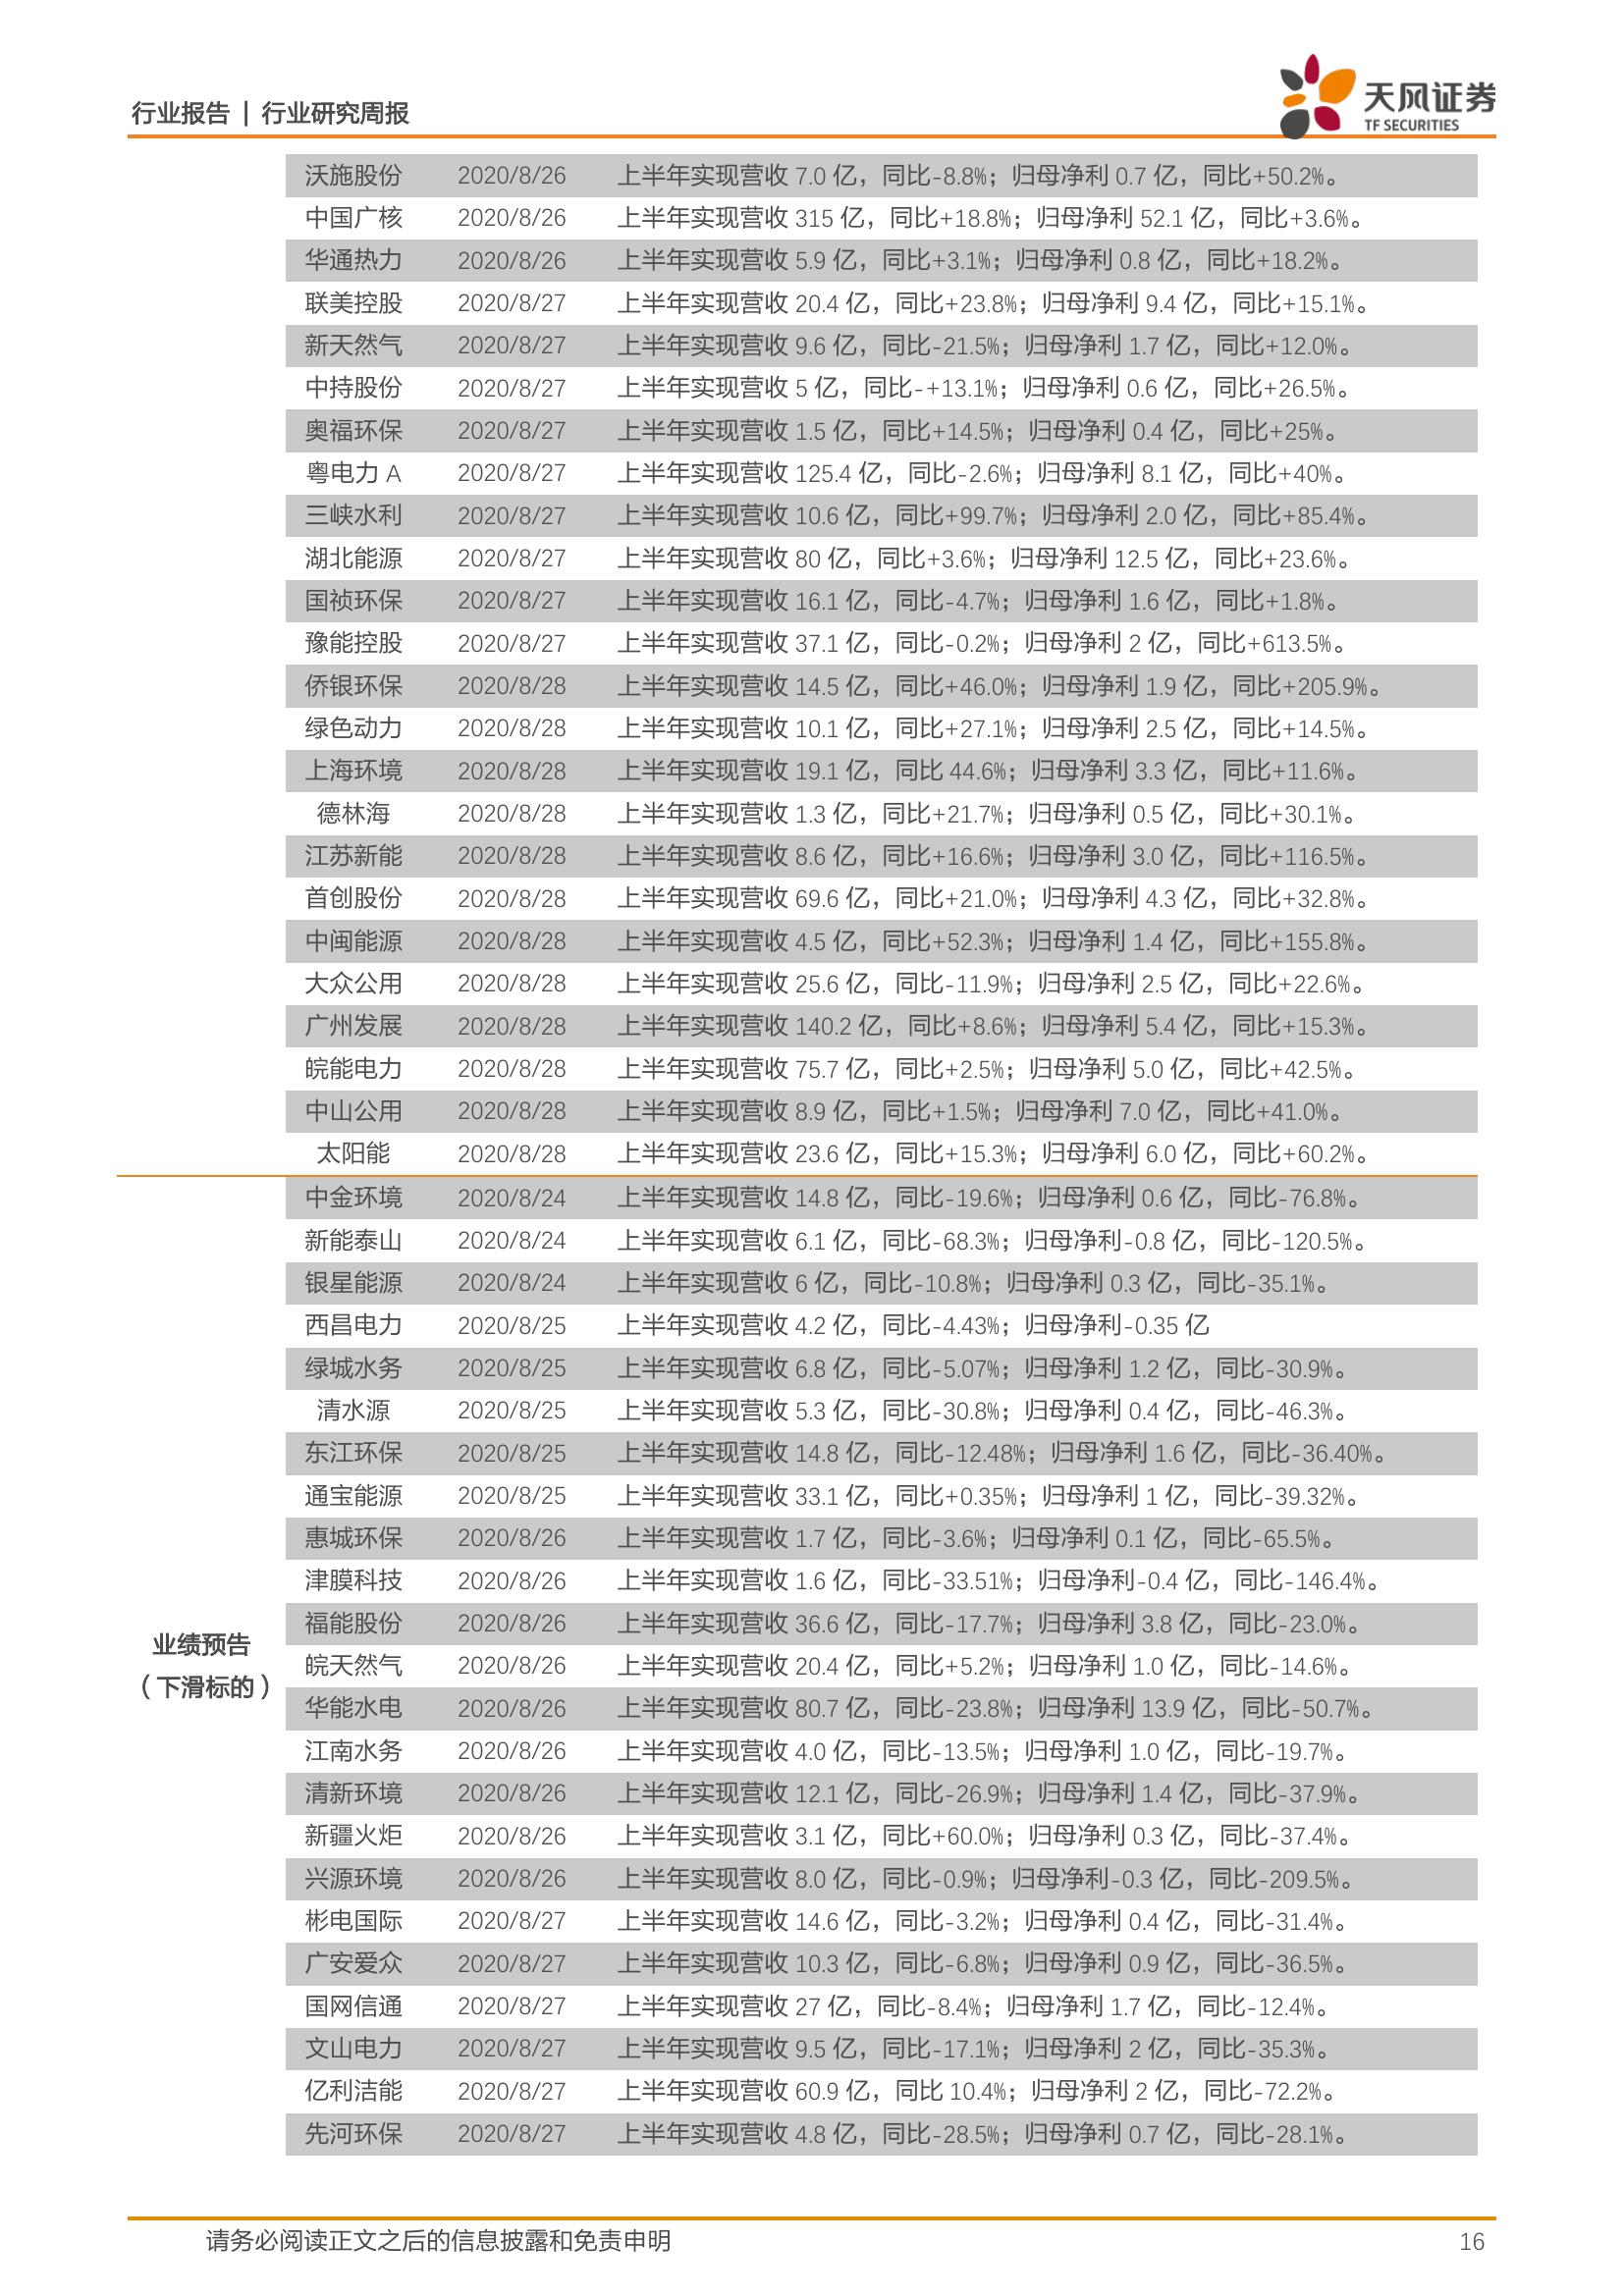 行业报告 | 行业研究周报
天风证券
TF SECURITIES
沃施股份 2020/8/26 上半年实现营收 7.0 亿，同比-8.8%；归母净利 0.7 亿，同比+50.2%。
中国广核 2020/8/26 上半年实现营收 315 亿，同比+18.8%；归母净利 52.1 亿，同比+3.6%。
华通热力 2020/8/26 上半年实现营收 5.9 亿，同比+3.1%；归母净利 0.8 亿，同比+18.2%。
联美控股 2020/8/27 上半年实现营收 20.4 亿，同比+23.8%；归母净利 9.4 亿，同比+15.1%。
新天然气 2020/8/27 上半年实现营收 9.6 亿，同比-21.5%；归母净利 1.7 亿，同比+12.0%。
中持股份 2020/8/27 上半年实现营收 5 亿，同比-+13.1%；归母净利 0.6 亿，同比+26.5%。
奥福环保 2020/8/27 上半年实现营收 1.5 亿，同比+14.5%；归母净利 0.4 亿，同比+25%。
粤电力 A 2020/8/27 上半年实现营收 125.4 亿，同比-2.6%；归母净利 8.1 亿，同比+40%。
三峡水利 2020/8/27 上半年实现营收 10.6 亿，同比+99.7%；归母净利 2.0 亿，同比+85.4%。
湖北能源 2020/8/27 上半年实现营收 80 亿，同比+3.6%；归母净利 12.5 亿，同比+23.6%。
国祯环保 2020/8/27 上半年实现营收 16.1 亿，同比-4.7%；归母净利 1.6 亿，同比+1.8%。
豫能控股 2020/8/27 上半年实现营收 37.1 亿，同比-0.2%；归母净利 2 亿，同比+613.5%。
侨银环保 2020/8/28 上半年实现营收 14.5 亿，同比+46.0%；归母净利 1.9 亿，同比+205.9%。
绿色动力 2020/8/28 上半年实现营收 10.1 亿，同比+27.1%；归母净利 2.5 亿，同比+14.5%。
上海环境 2020/8/28 上半年实现营收 19.1 亿，同比 44.6%；归母净利 3.3 亿，同比+11.6%。
德林海 2020/8/28 上半年实现营收 1.3 亿，同比+21.7%；归母净利 0.5 亿，同比+30.1%。
江苏新能 2020/8/28 上半年实现营收 8.6 亿，同比+16.6%；归母净利 3.0 亿，同比+116.5%。
首创股份 2020/8/28 上半年实现营收 69.6 亿，同比+21.0%；归母净利 4.3 亿，同比+32.8%。
中闽能源 2020/8/28 上半年实现营收 4.5 亿，同比+52.3%；归母净利 1.4 亿，同比+155.8%。
大众公用 2020/8/28 上半年实现营收 25.6 亿，同比-11.9%；归母净利 2.5 亿，同比+22.6%。
广州发展 2020/8/28 上半年实现营收 140.2 亿，同比+8.6%；归母净利 5.4 亿，同比+15.3%。
皖能电力 2020/8/28 上半年实现营收 75.7 亿，同比+2.5%；归母净利 5.0 亿，同比+42.5%。
中山公用 2020/8/28 上半年实现营收 8.9 亿，同比+1.5%；归母净利 7.0 亿，同比+41.0%。
太阳能 2020/8/28 上半年实现营收 23.6 亿，同比+15.3%；归母净利 6.0 亿，同比+60.2%。
中金环境 2020/8/24 上半年实现营收 14.8 亿，同比-19.6%；归母净利 0.6 亿，同比-76.8%。
新能泰山 2020/8/24 上半年实现营收 6.1 亿，同比-68.3%；归母净利-0.8 亿，同比-120.5%。
银星能源 2020/8/24 上半年实现营收 6 亿，同比-10.8%；归母净利 0.3 亿，同比-35.1%。
西昌电力 2020/8/25 上半年实现营收 4.2 亿，同比-4.43%；归母净利-0.35 亿
绿城水务 2020/8/25 上半年实现营收 6.8 亿，同比-5.07%；归母净利 1.2 亿，同比-30.9%。
清水源 2020/8/25 上半年实现营收 5.3 亿，同比-30.8%；归母净利 0.4 亿，同比-46.3%。
东江环保 2020/8/25 上半年实现营收 14.8 亿，同比-12.48%；归母净利 1.6 亿，同比-36.40%。
通宝能源 2020/8/25 上半年实现营收 33.1 亿，同比+0.35%；归母净利 1 亿，同比-39.32%。
惠城环保 2020/8/26 上半年实现营收 1.7 亿，同比-3.6%；归母净利 0.1 亿，同比-65.5%。
津膜科技 2020/8/26 上半年实现营收 1.6 亿，同比-33.51%；归母净利-0.4 亿，同比-146.4%。
福能股份 2020/8/26 上半年实现营收 36.6 亿，同比-17.7%；归母净利 3.8 亿，同比-23.0%。
业绩预告
（下滑标的）
皖天然气 2020/8/26 上半年实现营收 20.4 亿，同比+5.2%；归母净利 1.0 亿，同比-14.6%。
华能水电 2020/8/26 上半年实现营收 80.7 亿，同比-23.8%；归母净利 13.9 亿，同比-50.7%。
江南水务 2020/8/26 上半年实现营收 4.0 亿，同比-13.5%；归母净利 1.0 亿，同比-19.7%。
清新环境 2020/8/26 上半年实现营收 12.1 亿，同比-26.9%；归母净利 1.4 亿，同比-37.9%。
新疆火炬 2020/8/26 上半年实现营收 3.1 亿，同比+60.0%；归母净利 0.3 亿，同比-37.4%。
兴源环境 2020/8/26 上半年实现营收 8.0 亿，同比-0.9%；归母净利-0.3 亿，同比-209.5%。
彬电国际 2020/8/27 上半年实现营收 14.6 亿，同比-3.2%；归母净利 0.4 亿，同比-31.4%。
广安爱众 2020/8/27 上半年实现营收 10.3 亿，同比-6.8%；归母净利 0.9 亿，同比-36.5%。
国网信通 2020/8/27 上半年实现营收 27 亿，同比-8.4%；归母净利 1.7 亿，同比-12.4%。
文山电力 2020/8/27 上半年实现营收 9.5 亿，同比-17.1%；归母净利 2 亿，同比-35.3%。
亿利洁能 2020/8/27 上半年实现营收 60.9 亿，同比 10.4%；归母净利 2 亿，同比-72.2%。
先河环保 2020/8/27 上半年实现营收 4.8 亿，同比-28.5%；归母净利 0.7 亿，同比-28.1%。
请务必阅读正文之后的信息披露和免责申明 16